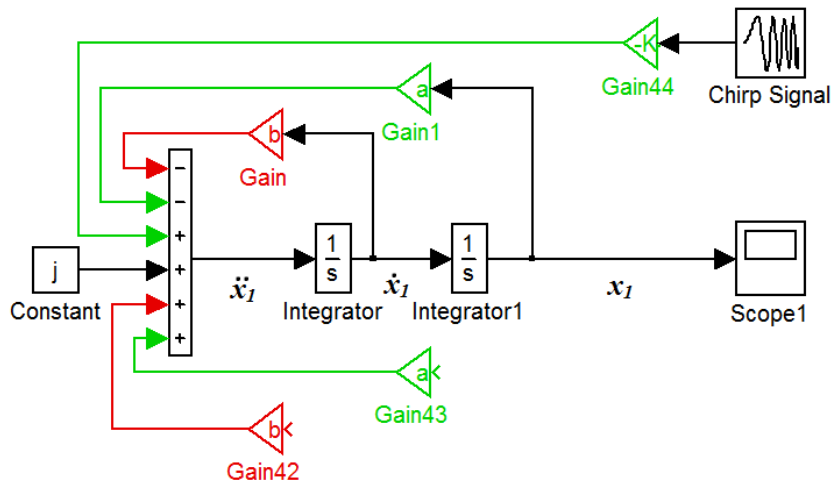 -K
Gain44
Chirp Signal
a
Gain1
b
Gain
−
−
+
+
+
+
j
Constant
ẍ₁
1
s
Integrator
ẋ₁
1
s
Integrator1
x₁
Scope1
a
Gain43
b
Gain42